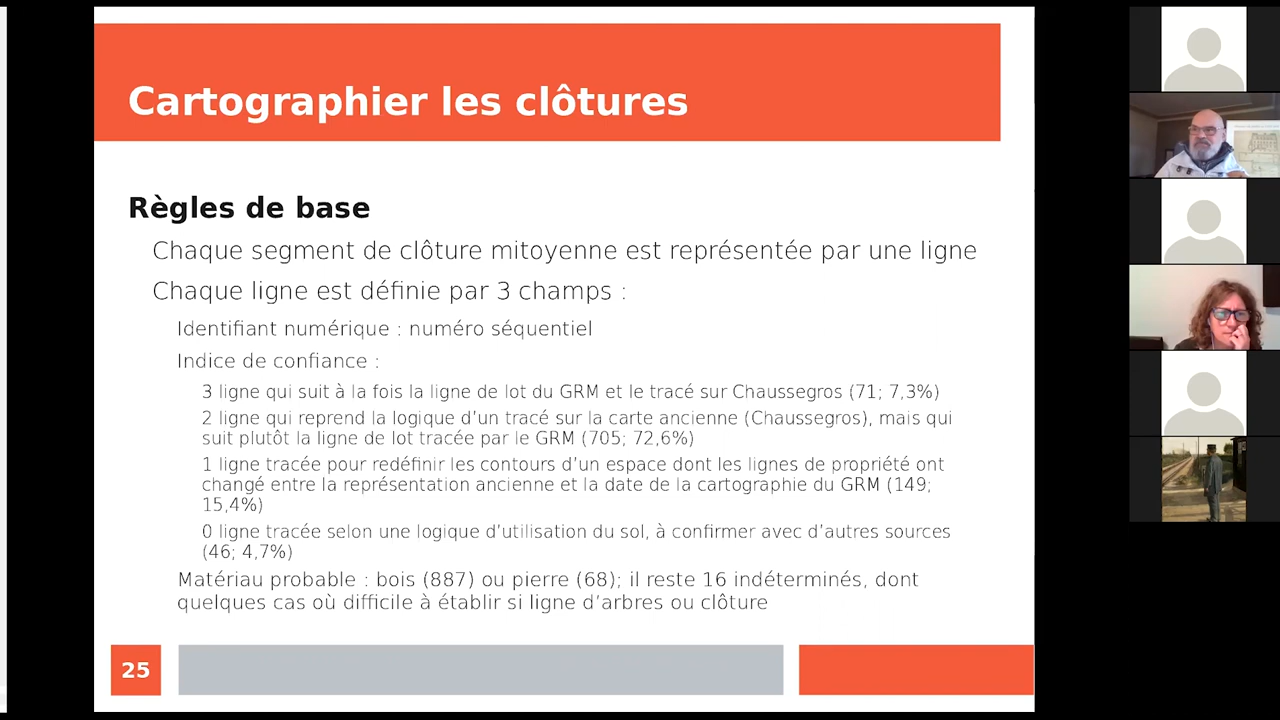 Cartographier les clôtures
Règles de base
Chaque segment de clôture mitoyenne est représentée par une ligne
Chaque ligne est définie par 3 champs :
Identifiant numérique : numéro séquentiel
Indice de confiance :
3 ligne qui suit à la fois la ligne de lot du GRM et le tracé sur Chaussegros (71; 7,3%)
2 ligne qui reprend la logique d’un tracé sur la carte ancienne (Chaussegros), mais qui
suit plutôt la ligne de lot tracée par le GRM (705; 72,6%)
1 ligne tracée pour redéfinir les contours d’un espace dont les lignes de propriété ont
changé entre la représentation ancienne et la date de la cartographie du GRM (149;
15,4%)
0 ligne tracée selon une logique d’utilisation du sol, à confirmer avec d’autres sources
(46; 4,7%)
Matériau probable : bois (887) ou pierre (68); il reste 16 indéterminés, dont
quelques cas où difficile à établir si ligne d’arbres ou clôture
25